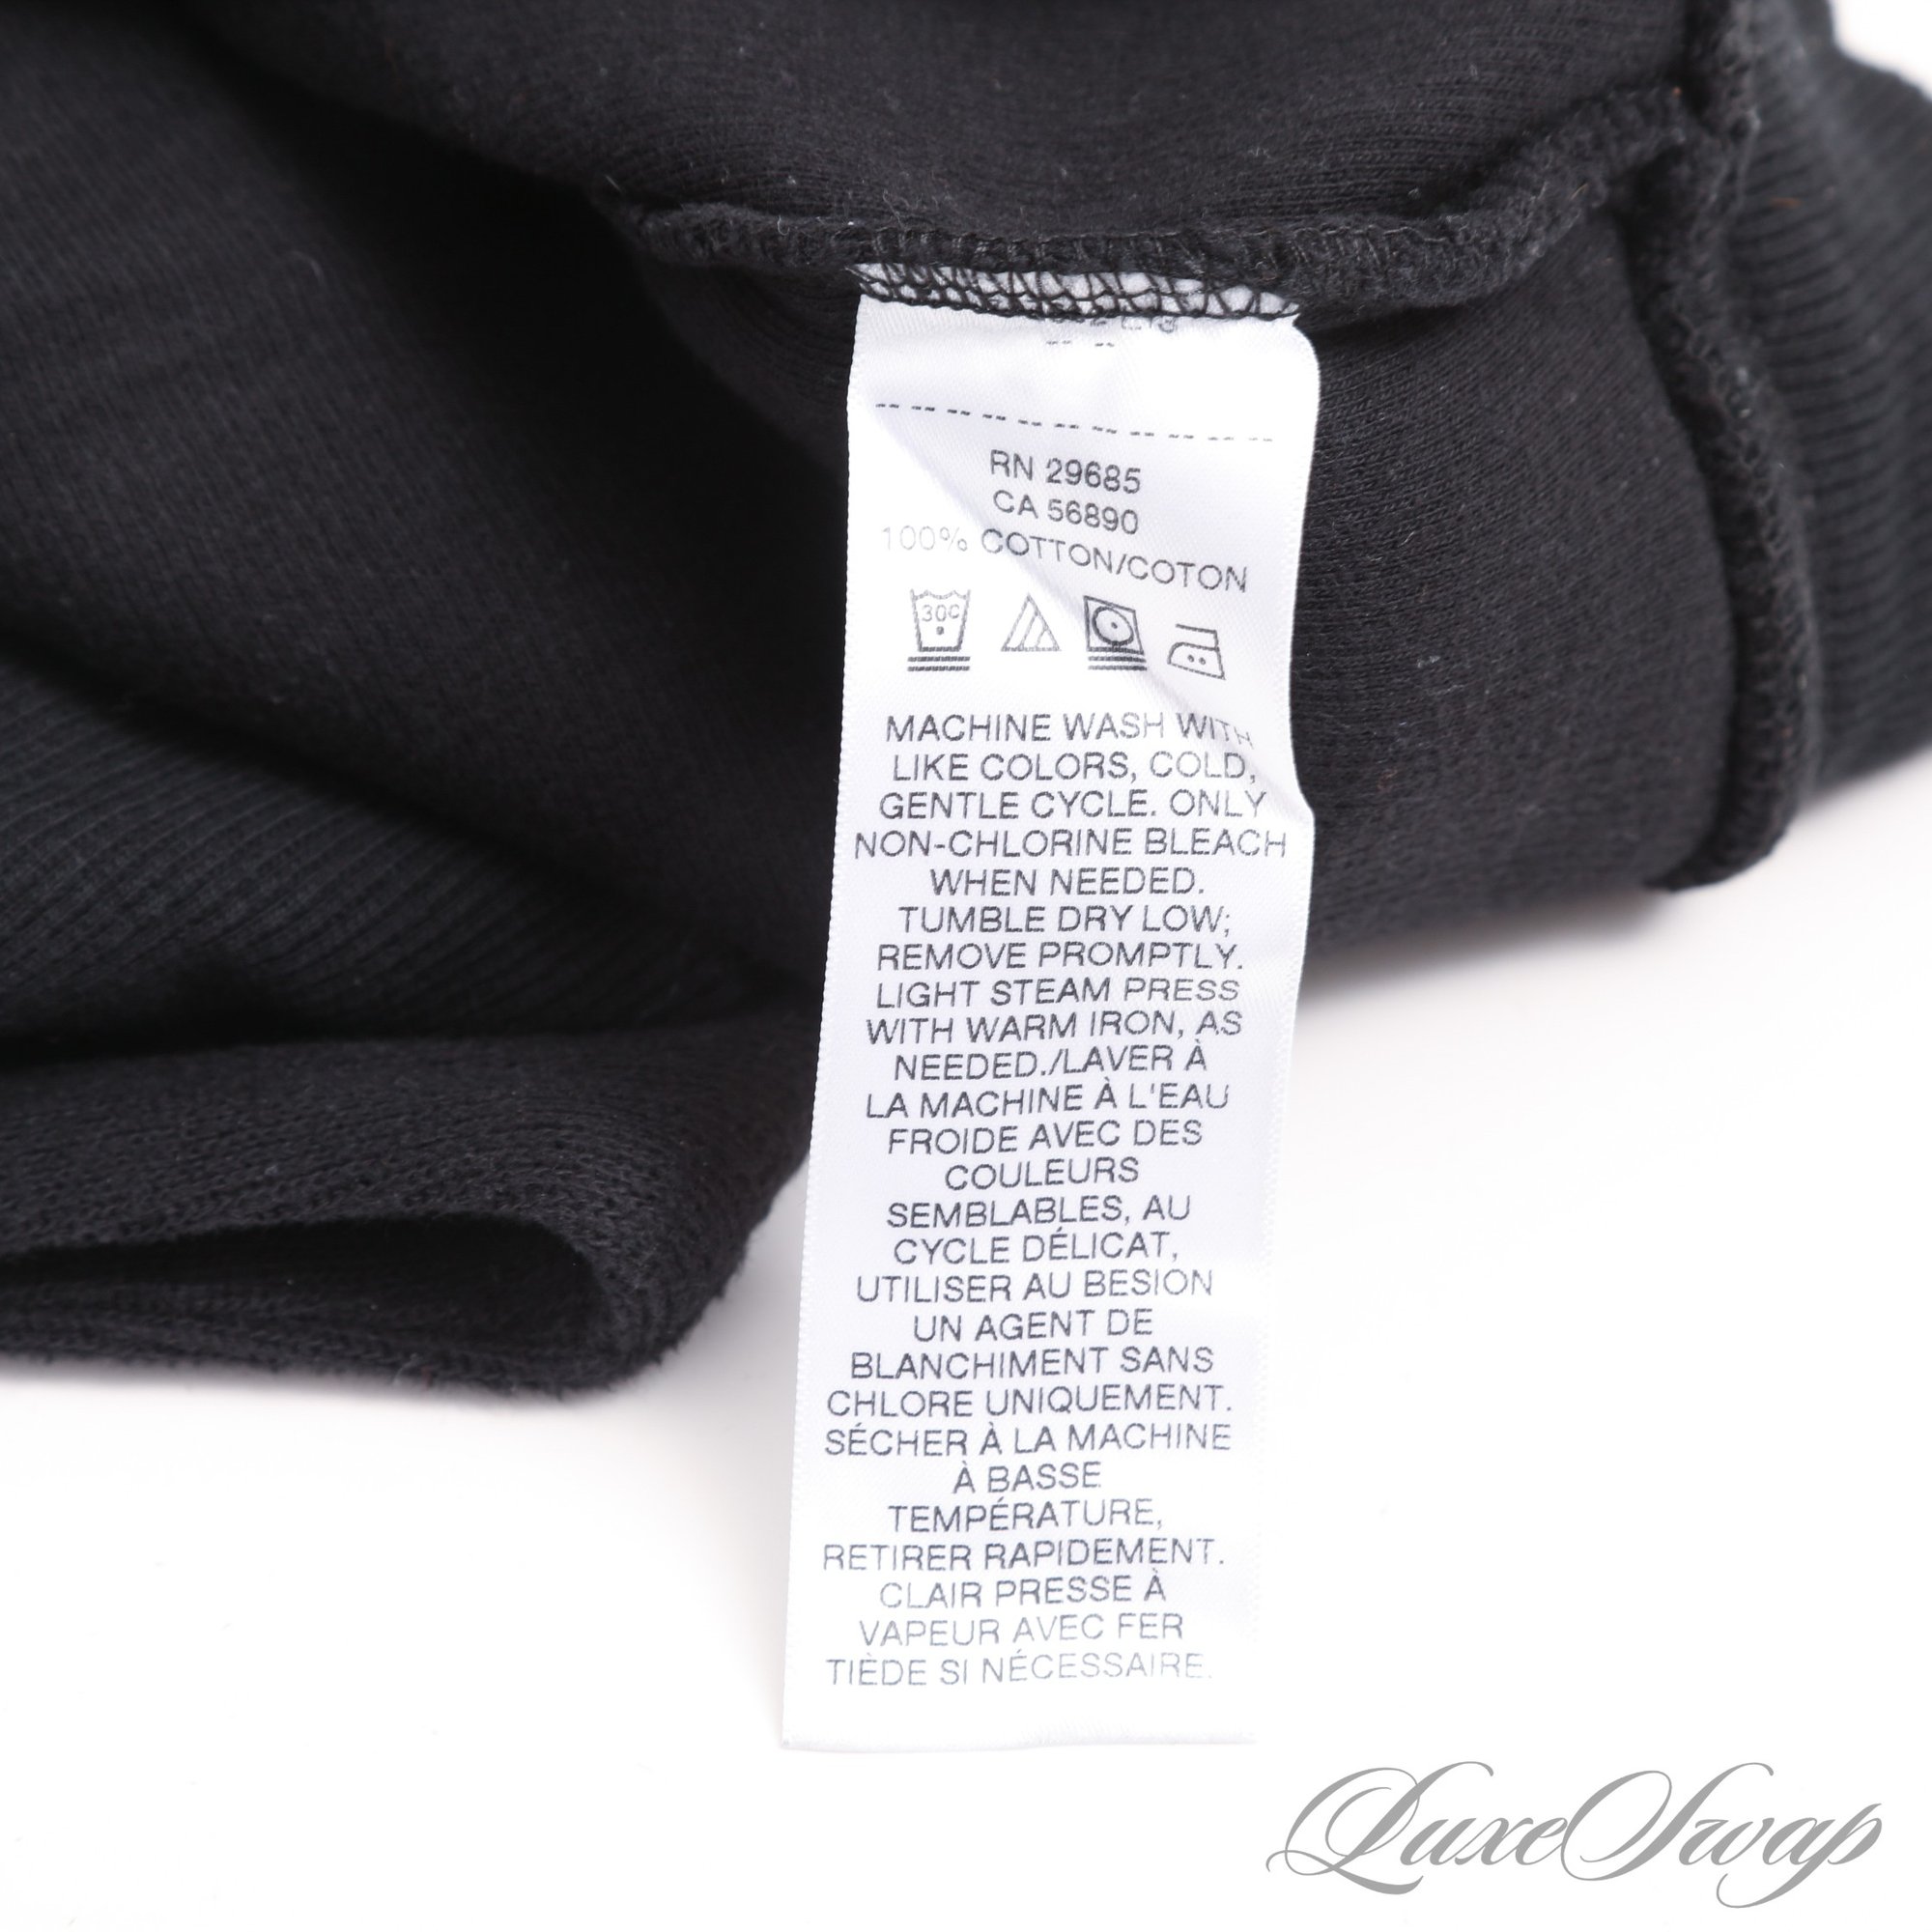 RN 29685
CA 56890
100% COTTON/COTON
30C
MACHINE WASH WITH
LIKE COLORS, COLD,
GENTLE CYCLE. ONLY
NON-CHLORINE BLEACH
WHEN NEEDED.
TUMBLE DRY LOW;
REMOVE PROMPTLY.
LIGHT STEAM PRESS
WITH WARM IRON, AS
NEEDED./LAVER À
LA MACHINE À L'EAU
FROIDE AVEC DES
COULEURS
SEMBLABLES, AU
CYCLE DÉLICAT,
UTILISER AU BESION
UN AGENT DE
BLANCHIMENT SANS
CHLORE UNIQUEMENT.
SÉCHER À LA MACHINE
À BASSE
TEMPÉRATURE,
RETIRER RAPIDEMENT.
CLAIR PRESSE À
VAPEUR AVEC FER
TIÈDE SI NÉCESSAIRE.
LuxeSwap